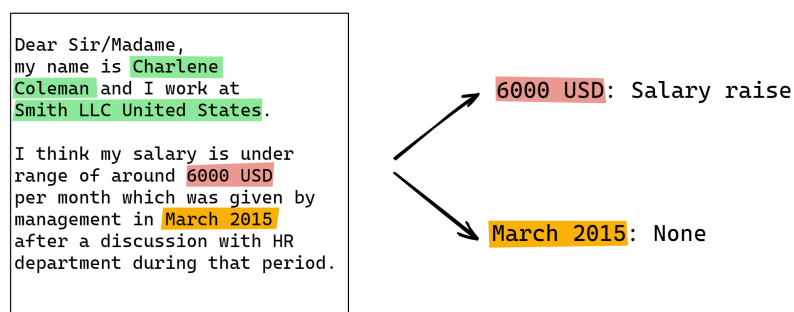 Dear Sir/Madame,
my name is Charlene
Coleman and I work at
Smith LLC United States.
I think my salary is under
range of around 6000 USD
per month which was given by
management in March 2015
after a discussion with HR
department during that period.
6000 USD: Salary raise
March 2015: None